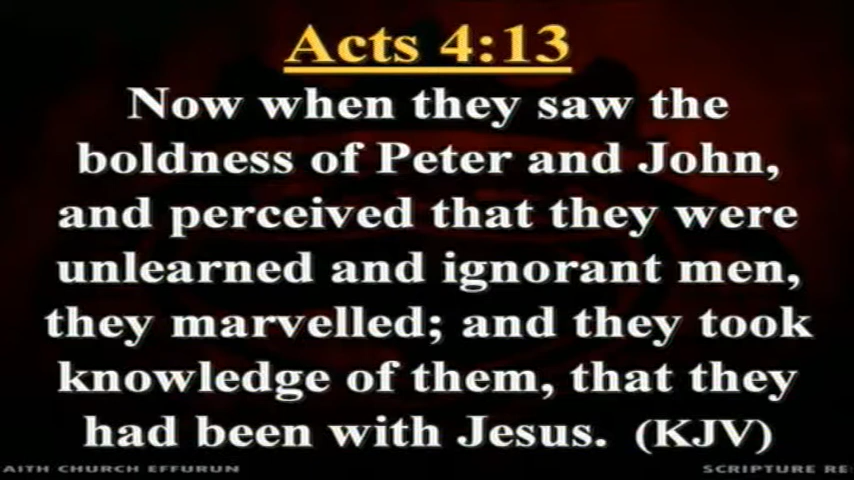 Acts 4:13
Now when they saw the
boldness of Peter and John,
and perceived that they were
unlearned and ignorant men,
they marvelled; and they took
knowledge of them, that they
had been with Jesus. (KJV)
AITH CHURCH EFFURUN SCRIPTURE RE